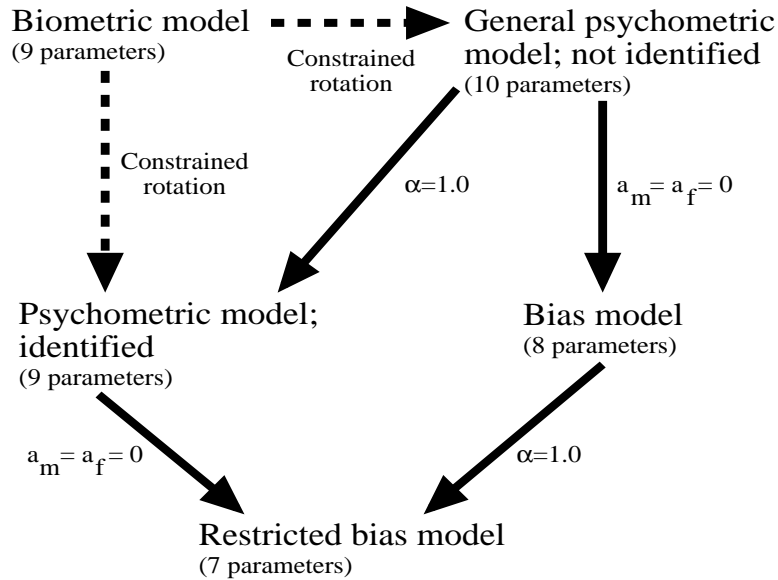 Biometric model
(9 parameters)
Constrained
rotation
General psychometric
model; not identified
(10 parameters)
Constrained
rotation
α=1.0
a_m = a_f = 0
Psychometric model;
identified
(9 parameters)
Bias model
(8 parameters)
a_m = a_f = 0
α=1.0
Restricted bias model
(7 parameters)